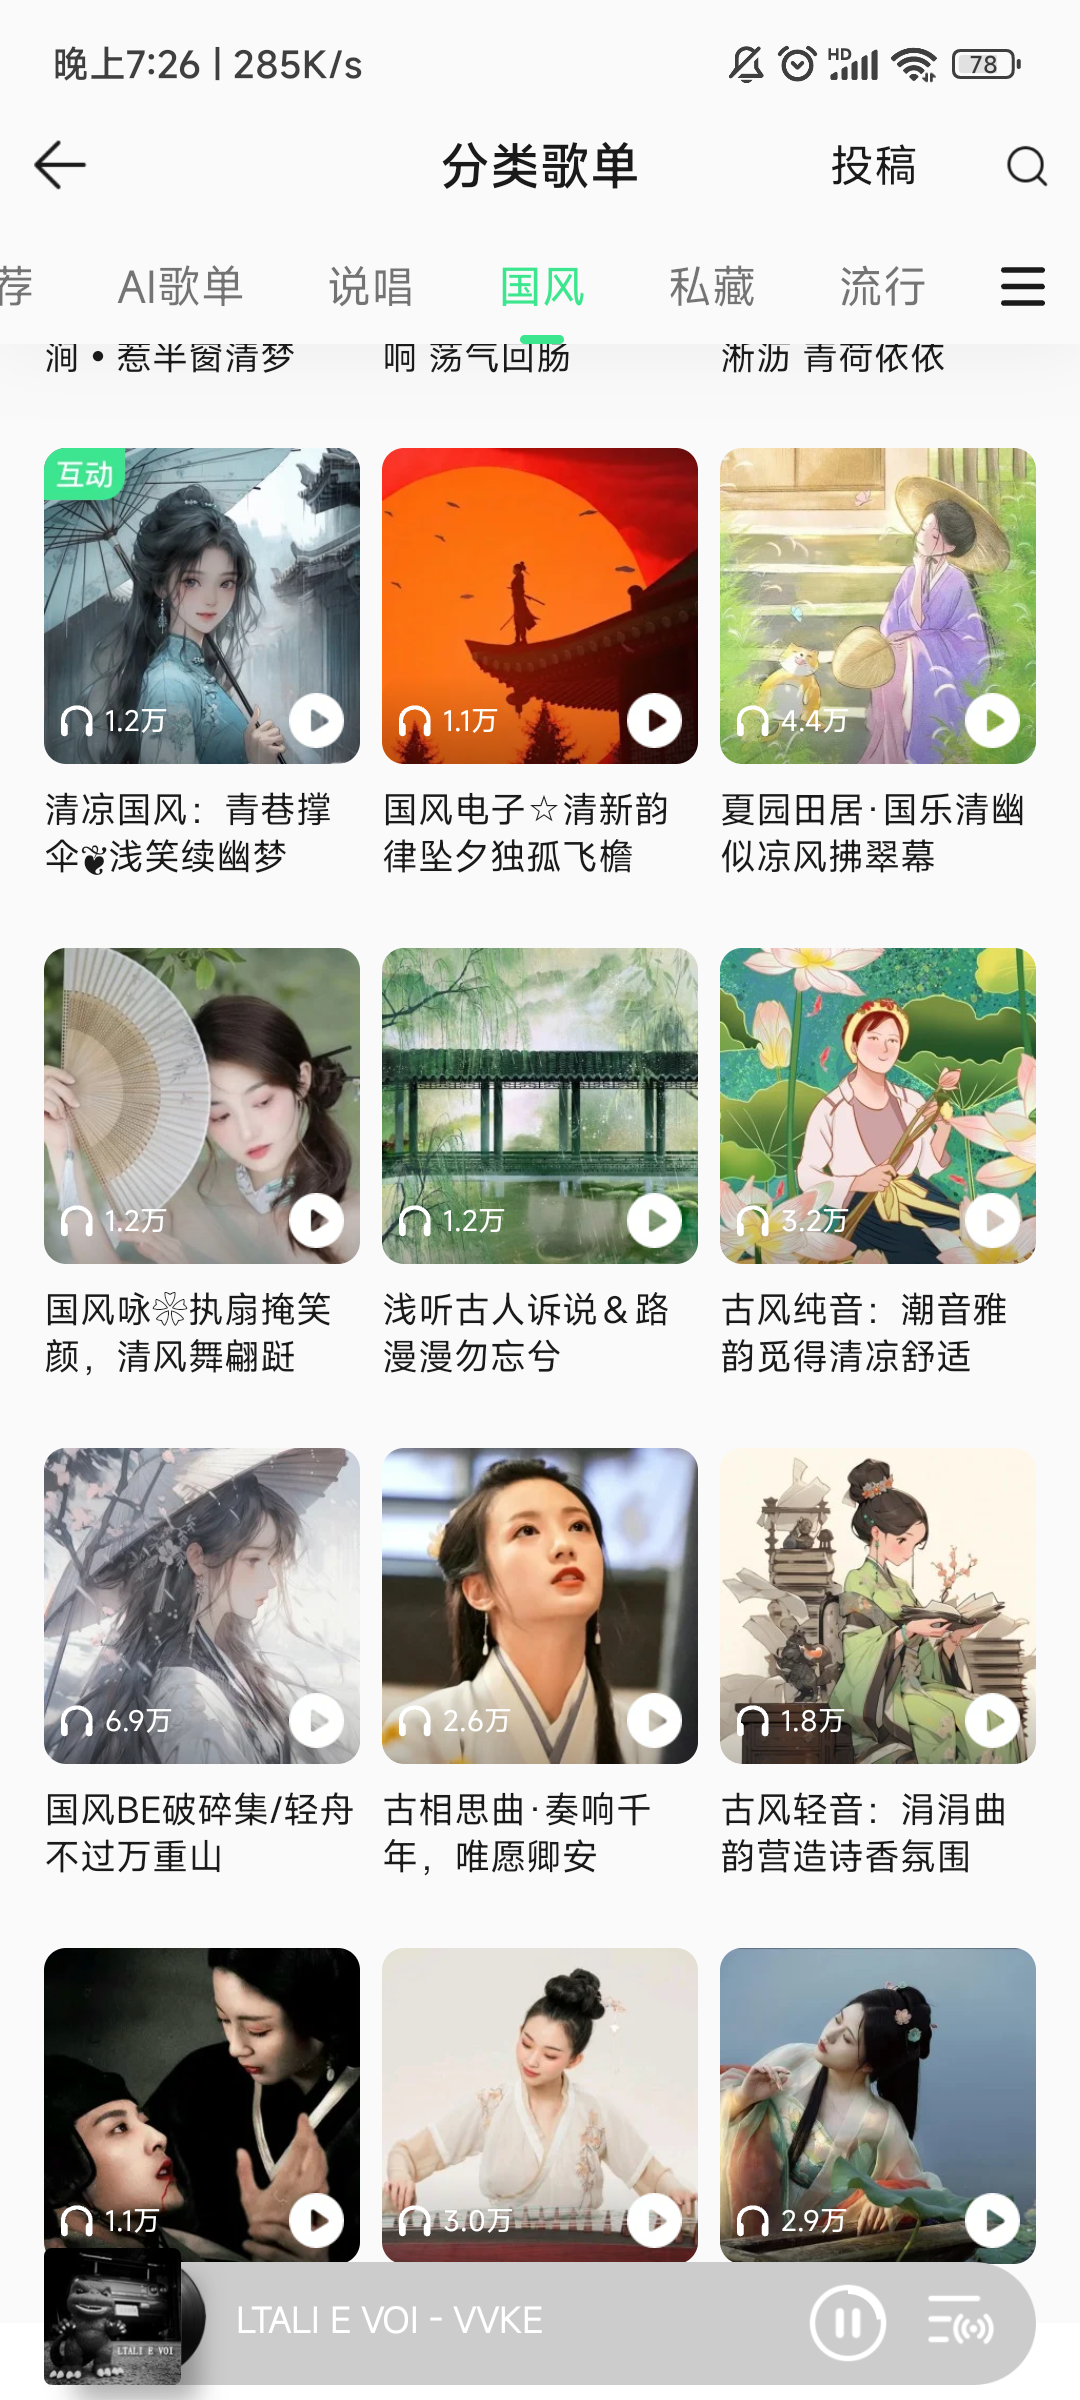 晚上7:26 | 285K/s
HD
78
分类歌单
投稿
荐
AI歌单
说唱
国风
私藏
流行
涧 • 惹半窗清梦
响 荡气回肠
淅沥 青荷依依
互动
1.2万
1.1万
4.4万
清凉国风：青巷撑
伞❦浅笑续幽梦
国风电子☆清新韵
律坠夕独孤飞檐
夏园田居·国乐清幽
似凉风拂翠幕
1.2万
1.2万
3.2万
国风咏❀执扇掩笑
颜，清风舞翩跹
浅听古人诉说＆路
漫漫勿忘兮
古风纯音：潮音雅
韵觅得清凉舒适
6.9万
2.6万
1.8万
国风BE破碎集/轻舟
不过万重山
古相思曲·奏响千
年，唯愿卿安
古风轻音：涓涓曲
韵营造诗香氛围
1.1万
3.0万
2.9万
LTALI E VOI
LTALI E VOI - VVKE